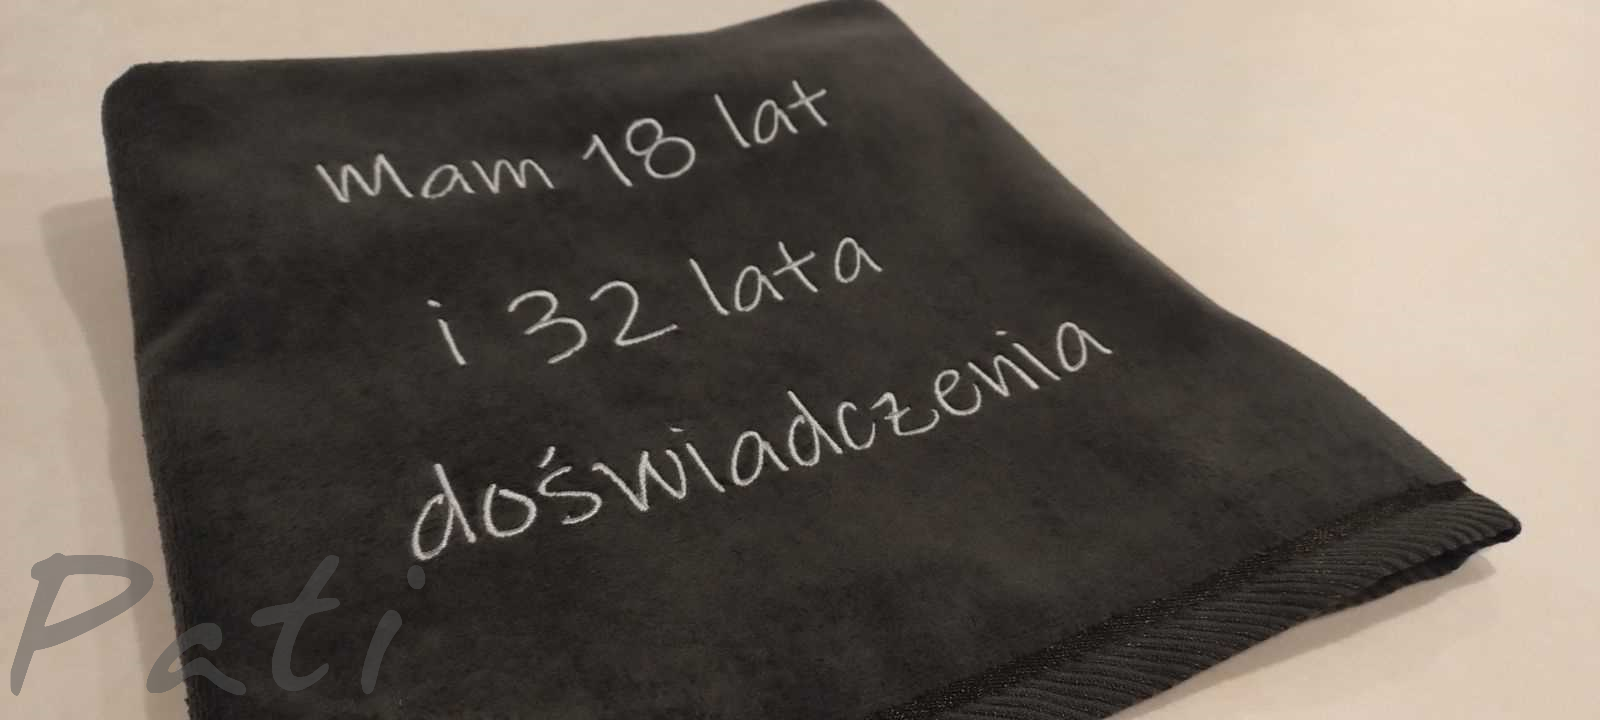 Mam 18 lat
i 32 lata
doświadczenia
Pati